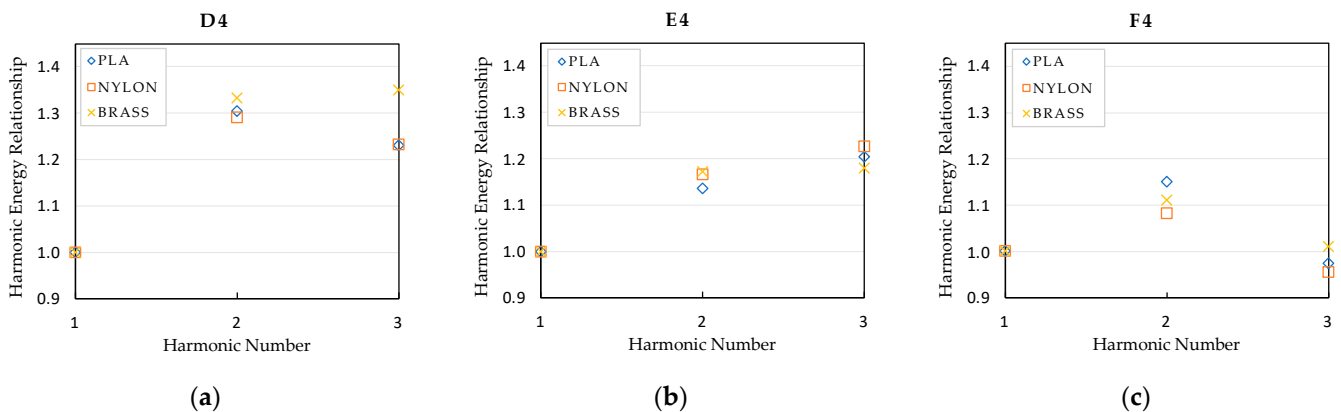 D4
Harmonic Energy Relationship
1.4
1.3
1.2
1.1
1.0
0.9
PLA
NYLON
BRASS
1
2
3
Harmonic Number
(a)
E4
Harmonic Energy Relationship
1.4
1.3
1.2
1.1
1.0
0.9
PLA
NYLON
BRASS
1
2
3
Harmonic Number
(b)
F4
Harmonic Energy Relationship
1.4
1.3
1.2
1.1
1.0
0.9
PLA
NYLON
BRASS
1
2
3
Harmonic Number
(c)